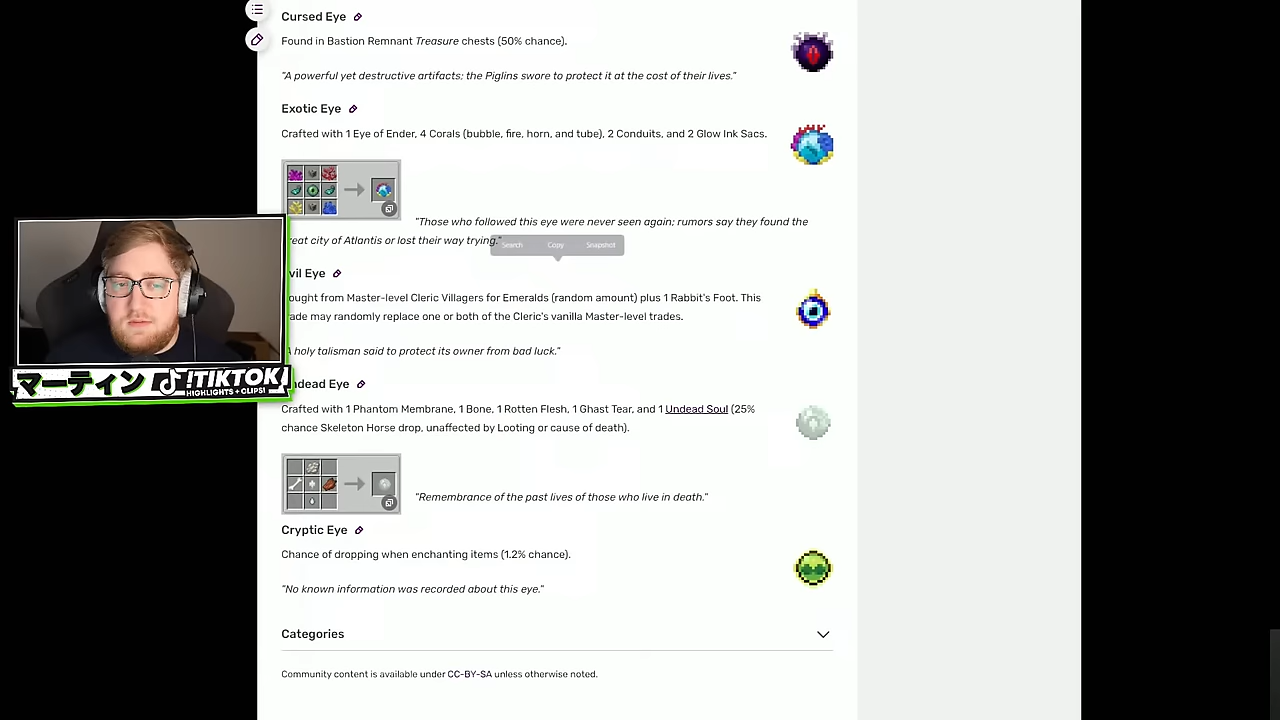 Cursed Eye
Found in Bastion Remnant Treasure chests (50% chance).
"A powerful yet destructive artifacts; the Piglins swore to protect it at the cost of their lives."
Exotic Eye
Crafted with 1 Eye of Ender, 4 Corals (bubble, fire, horn, and tube), 2 Conduits, and 2 Glow Ink Sacs.
"Those who followed this eye were never seen again; rumors say they found the
reat city of Atlantis or lost their way trying."
Search Copy Snapshot
vil Eye
ought from Master-level Cleric Villagers for Emeralds (random amount) plus 1 Rabbit's Foot. This
rade may randomly replace one or both of the Cleric's vanilla Master-level trades.
A holy talisman said to protect its owner from bad luck."
マーティン !TIKTOK
HIGHLIGHTS + CLIPS!
ndead Eye
Crafted with 1 Phantom Membrane, 1 Bone, 1 Rotten Flesh, 1 Ghast Tear, and 1 Undead Soul (25%
chance Skeleton Horse drop, unaffected by Looting or cause of death).
"Remembrance of the past lives of those who live in death."
Cryptic Eye
Chance of dropping when enchanting items (1.2% chance).
"No known information was recorded about this eye."
Categories
Community content is available under CC-BY-SA unless otherwise noted.